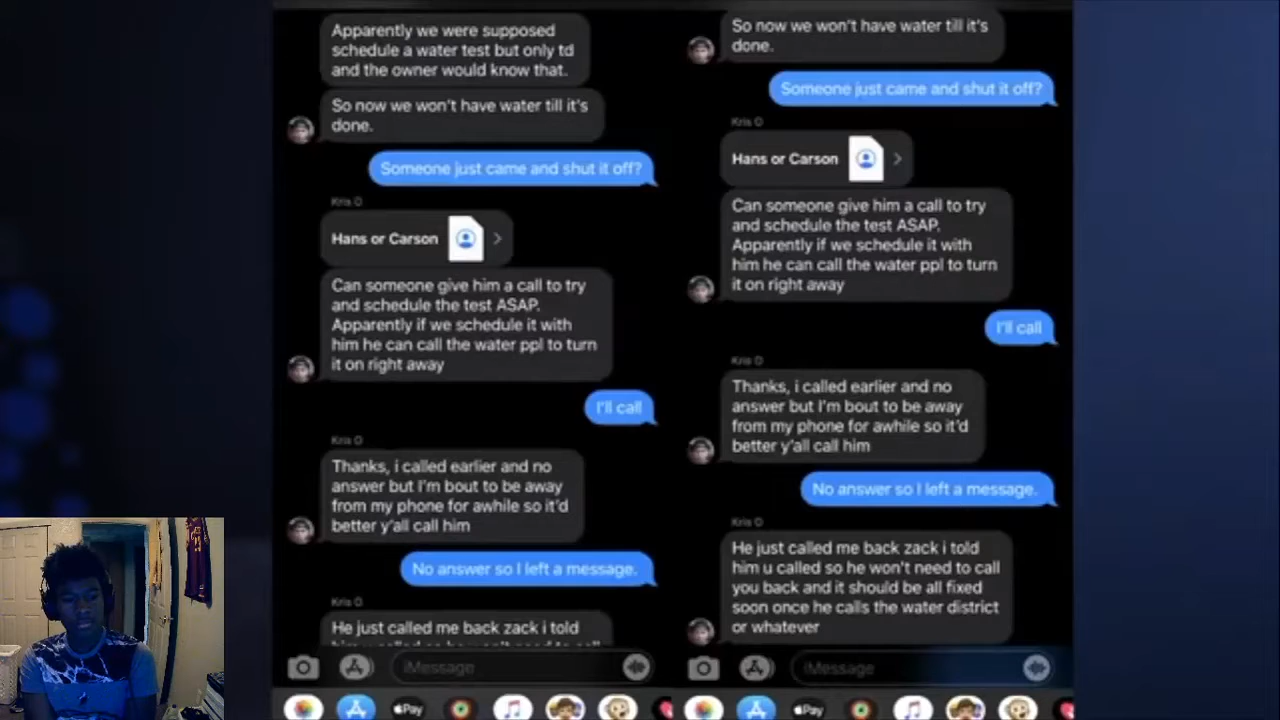 Apparently we were supposed
schedule a water test but only td
and the owner would know that.
So now we won't have water till it's
done.
Someone just came and shut it off?
Kris O
Hans or Carson
Can someone give him a call to try
and schedule the test ASAP.
Apparently if we schedule it with
him he can call the water ppl to turn
it on right away
I'll call
Kris O
Thanks, i called earlier and no
answer but I'm bout to be away
from my phone for awhile so it'd
better y'all call him
No answer so I left a message.
Kris O
He just called me back zack i told
iMessage
Pay
So now we won't have water till it's
done.
Someone just came and shut it off?
Kris O
Hans or Carson
Can someone give him a call to try
and schedule the test ASAP.
Apparently if we schedule it with
him he can call the water ppl to turn
it on right away
I'll call
Kris O
Thanks, i called earlier and no
answer but I'm bout to be away
from my phone for awhile so it'd
better y'all call him
No answer so I left a message.
Kris O
He just called me back zack i told
him u called so he won't need to call
you back and it should be all fixed
soon once he calls the water district
or whatever
iMessage
Pay